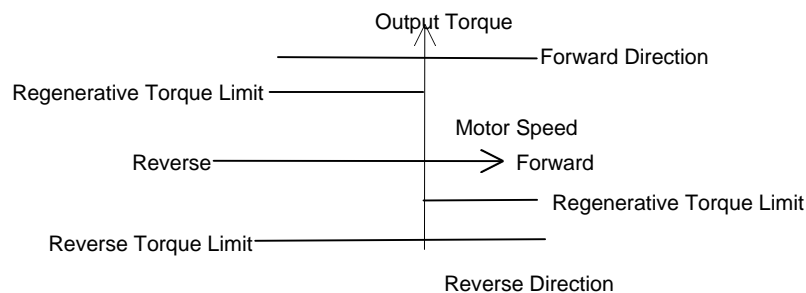 Output Torque
Forward Direction
Regenerative Torque Limit
Motor Speed
Reverse
Forward
Regenerative Torque Limit
Reverse Torque Limit
Reverse Direction